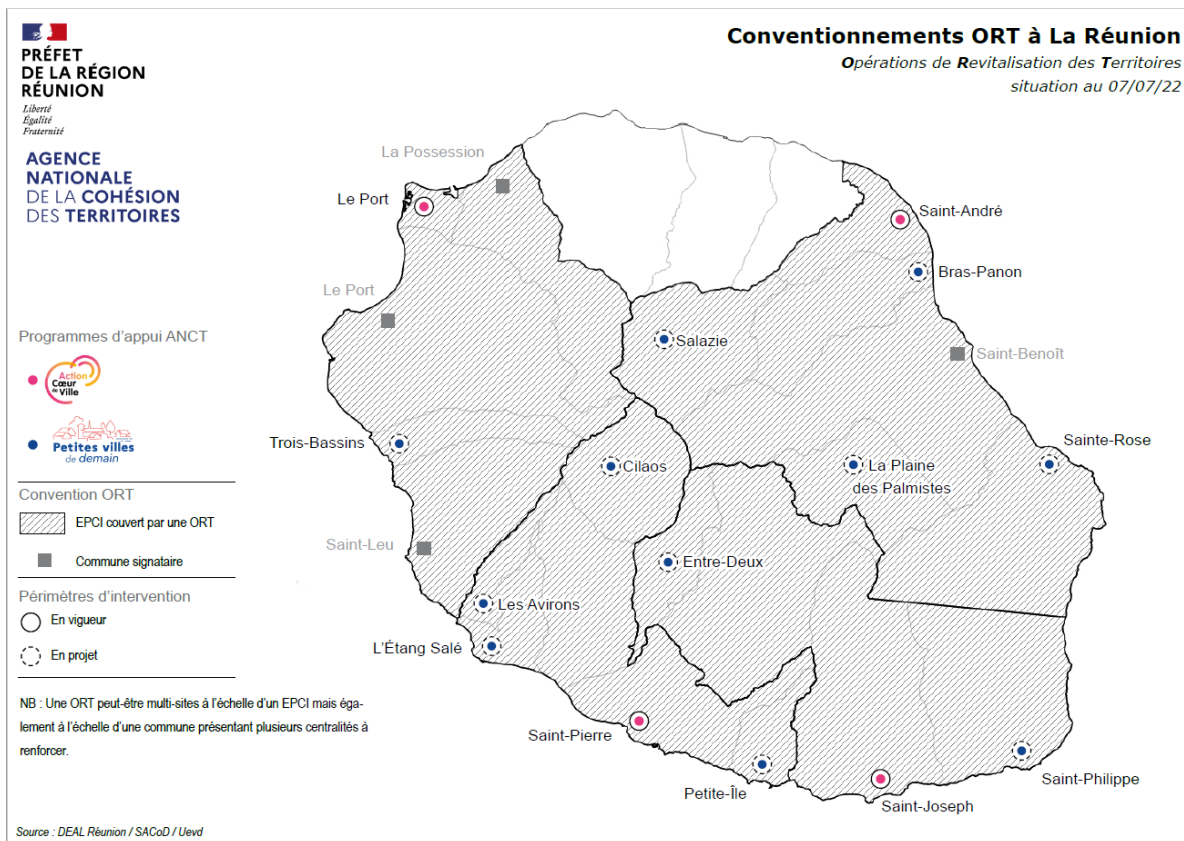 PRÉFET
DE LA RÉGION
RÉUNION
Liberté
Égalité
Fraternité
AGENCE
NATIONALE
DE LA COHÉSION
DES TERRITOIRES
Conventionnements ORT à La Réunion
Opérations de Revitalisation des Territoires
situation au 07/07/22
La Possession
Le Port
Saint-André
Bras-Panon
Le Port
Salazie
Saint-Benoît
Trois-Bassins
Cilaos
La Plaine
des Palmistes
Sainte-Rose
Saint-Leu
Entre-Deux
Les Avirons
L'Étang Salé
Saint-Pierre
Petite-Île
Saint-Joseph
Saint-Philippe
Programmes d'appui ANCT
Action
Cœur
de Ville
Petites villes
de demain
Convention ORT
EPCI couvert par une ORT
Commune signataire
Périmètres d'intervention
En vigueur
En projet
NB : Une ORT peut-être multi-sites à l'échelle d'un EPCI mais éga-
lement à l'échelle d'une commune présentant plusieurs centralités à
renforcer.
Source : DEAL Réunion / SACoD / Uevd